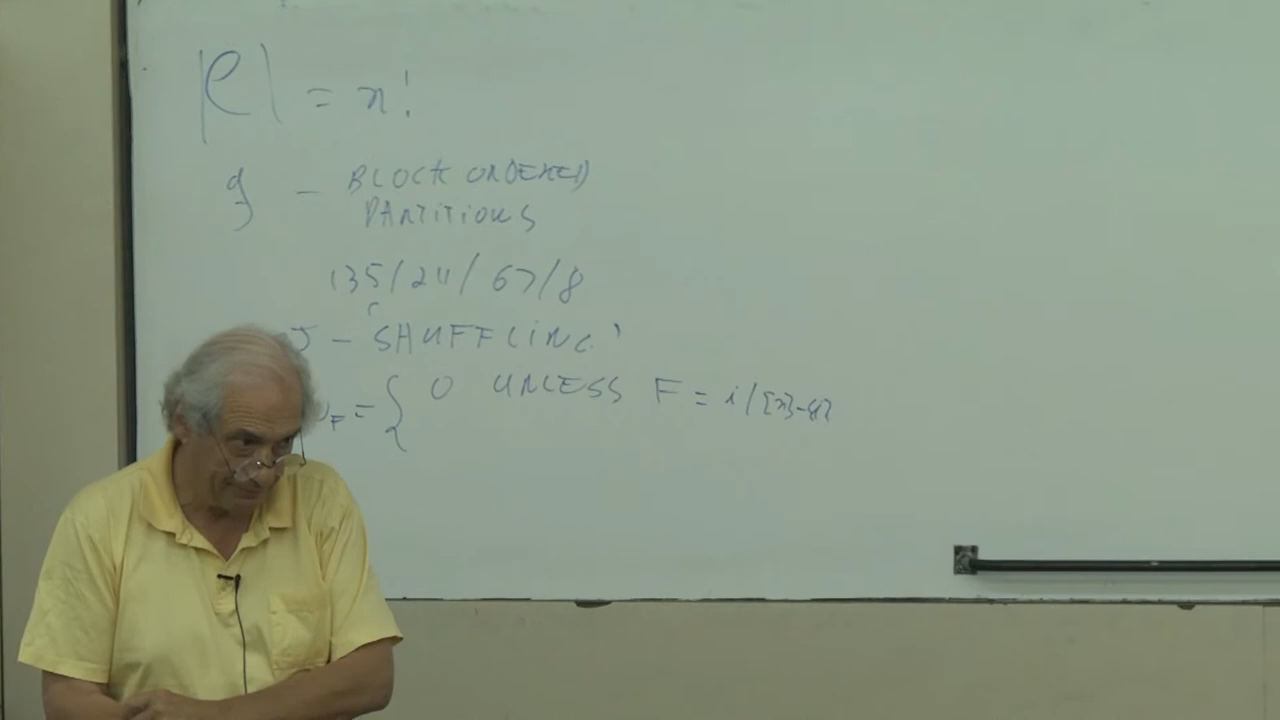 |C| = n!
F – BLOCK ORDERED
PARTITIONS
135/24/67/8
– 'SHUFFLING'
F = { 0 UNLESS F = i/[n]-{i}